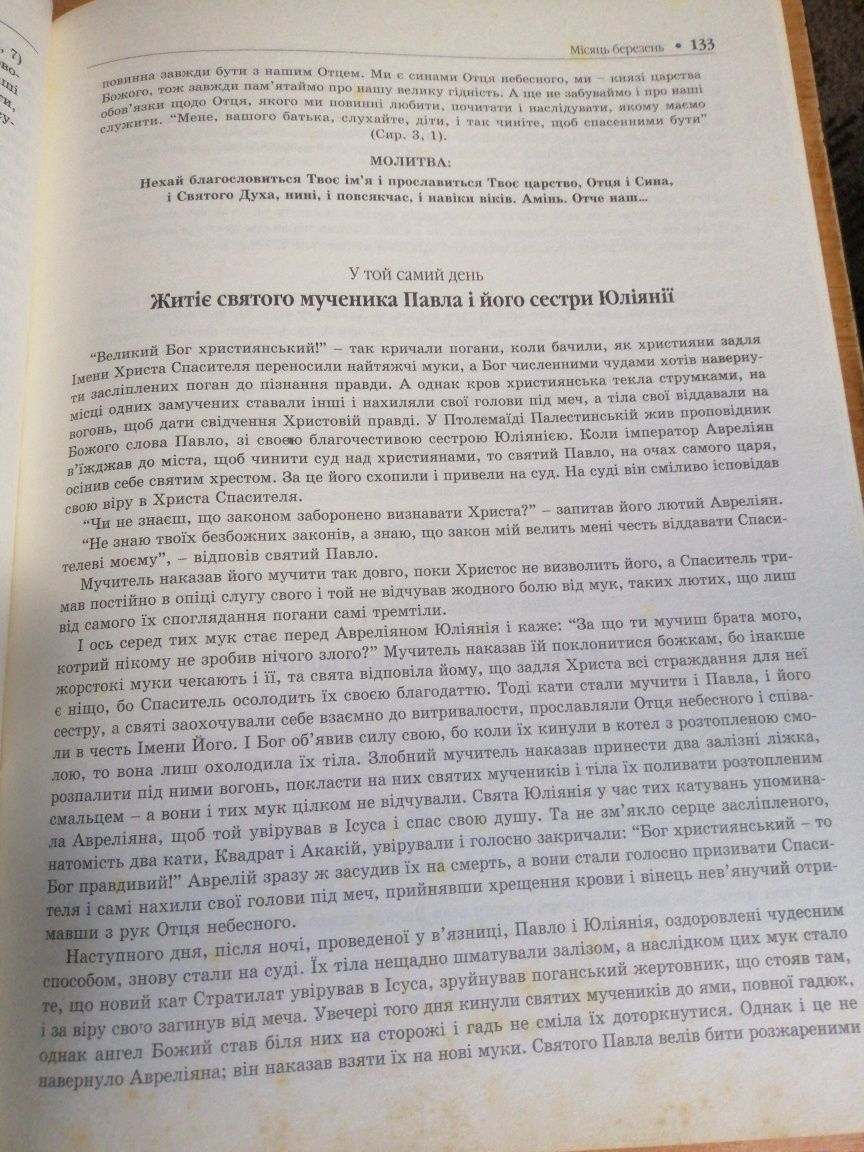 , 7)
ві
ти,
су-
Місяць березень • 133
повинна завжди бути з нашим Отцем. Ми є синами Отця небесного, ми – князі царства
Божого, тож завжди пам'ятаймо про нашу велику гідність. А ще не забуваймо і про наші
обов'язки щодо Отця, якого ми повинні любити, почитати і наслідувати, якому маємо
служити. “Мене, вашого батька, слухайте, діти, і так чиніте, щоб спасенними бути”
(Сир. 3, 1).
МОЛИТВА:
Нехай благословиться Твоє ім'я і прославиться Твоє царство, Отця і Сина,
і Святого Духа, нині, і повсякчас, і навіки віків. Амінь. Отче наш...
У той самий день
Житіє святого мученика Павла і його сестри Юліянії
“Великий Бог християнський!” – так кричали погани, коли бачили, як християни задля
Імени Христа Спасителя переносили найтяжчі муки, а Бог численними чудами хотів наверну-
ти засліплених поган до пізнання правди. А однак кров християнська текла струмками, на
місці одних замучених ставали інші і нахиляли свої голови під меч, а тіла свої віддавали на
вогонь, щоб дати свідчення Христовій правді. У Птолемаїді Палестинській жив проповідник
Божого слова Павло, зі своєю благочестивою сестрою Юліянією. Коли імператор Авреліян
в'їжджав до міста, щоб чинити суд над християнами, то святий Павло, на очах самого царя,
осінив себе святим хрестом. За це його схопили і привели на суд. На суді він сміливо ісповідав
свою віру в Христа Спасителя.
“Чи не знаєш, що законом заборонено визнавати Христа?” – запитав його лютий Авреліян.
“Не знаю твоїх безбожних законів, а знаю, що закон мій велить мені честь віддавати Спаси-
телеві моєму”, – відповів святий Павло.
Мучитель наказав його мучити так довго, поки Христос не визволить його, а Спаситель три-
мав постійно в опіці слугу свого і той не відчував жодного болю від мук, таких лютих, що лиш
від самого їх споглядання погани самі тремтіли.
І ось серед тих мук стає перед Авреліяном Юліянія і каже: “За що ти мучиш брата мого,
котрий нікому не зробив нічого злого?” Мучитель наказав їй поклонитися божкам, бо інакше
жорстокі муки чекають і її, та свята відповіла йому, що задля Христа всі страждання для неї
є ніщо, бо Спаситель осолодить їх своєю благодаттю. Тоді кати стали мучити і Павла, і його
сестру, а святі заохочували себе взаємно до витривалости, прославляли Отця небесного і співа-
ли в честь Імени Його. І Бог об'явив силу свою, бо коли їх кинули в котел з розтопленою смо-
лою, то вона лиш охолодила їх тіла. Злобний мучитель наказав принести два залізні ліжка,
розпалити під ними вогонь, покласти на них святих мучеників і тіла їх поливати розтопленим
смальцем – а вони і тих мук цілком не відчували. Свята Юліянія у час тих катувань упомина-
ла Авреліяна, щоб той увірував в Ісуса і спас свою душу. Та не зм'якло серце засліпленого,
натомість два кати, Квадрат і Акакій, увірували і голосно закричали: “Бог християнський – то
Бог правдивий!” Аврелій зразу ж засудив їх на смерть, а вони стали голосно призивати Спаси-
теля і самі нахили свої голови під меч, прийнявши хрещення крови і вінець нев'янучий отри-
мавши з рук Отця небесного.
Наступного дня, після ночі, проведеної у в'язниці, Павло і Юліянія, оздоровлені чудесним
способом, знову стали на суді. Їх тіла нещадно шматували залізом, а наслідком цих мук стало
те, що новий кат Стратилат увірував в Ісуса, зруйнував поганський жертовник, що стояв там,
і за віру свою загинув від меча. Увечері того дня кинули святих мучеників до ями, повної гадюк,
однак ангел Божий став біля них на сторожі і гадь не сміла їх доторкнутися. Однак і це не
навернуло Авреліяна; він наказав взяти їх на нові муки. Святого Павла велів бити розжареними